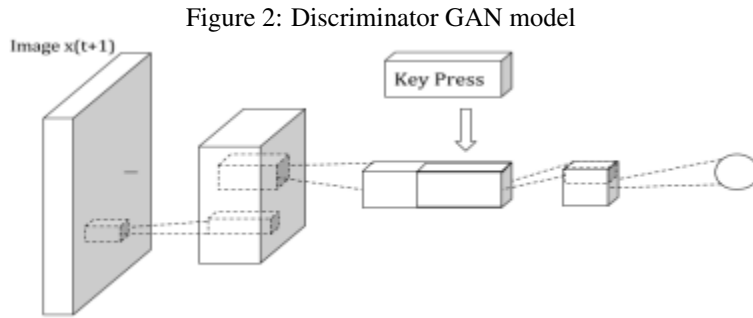 Figure 2: Discriminator GAN model
Image x(t+1)
Key Press